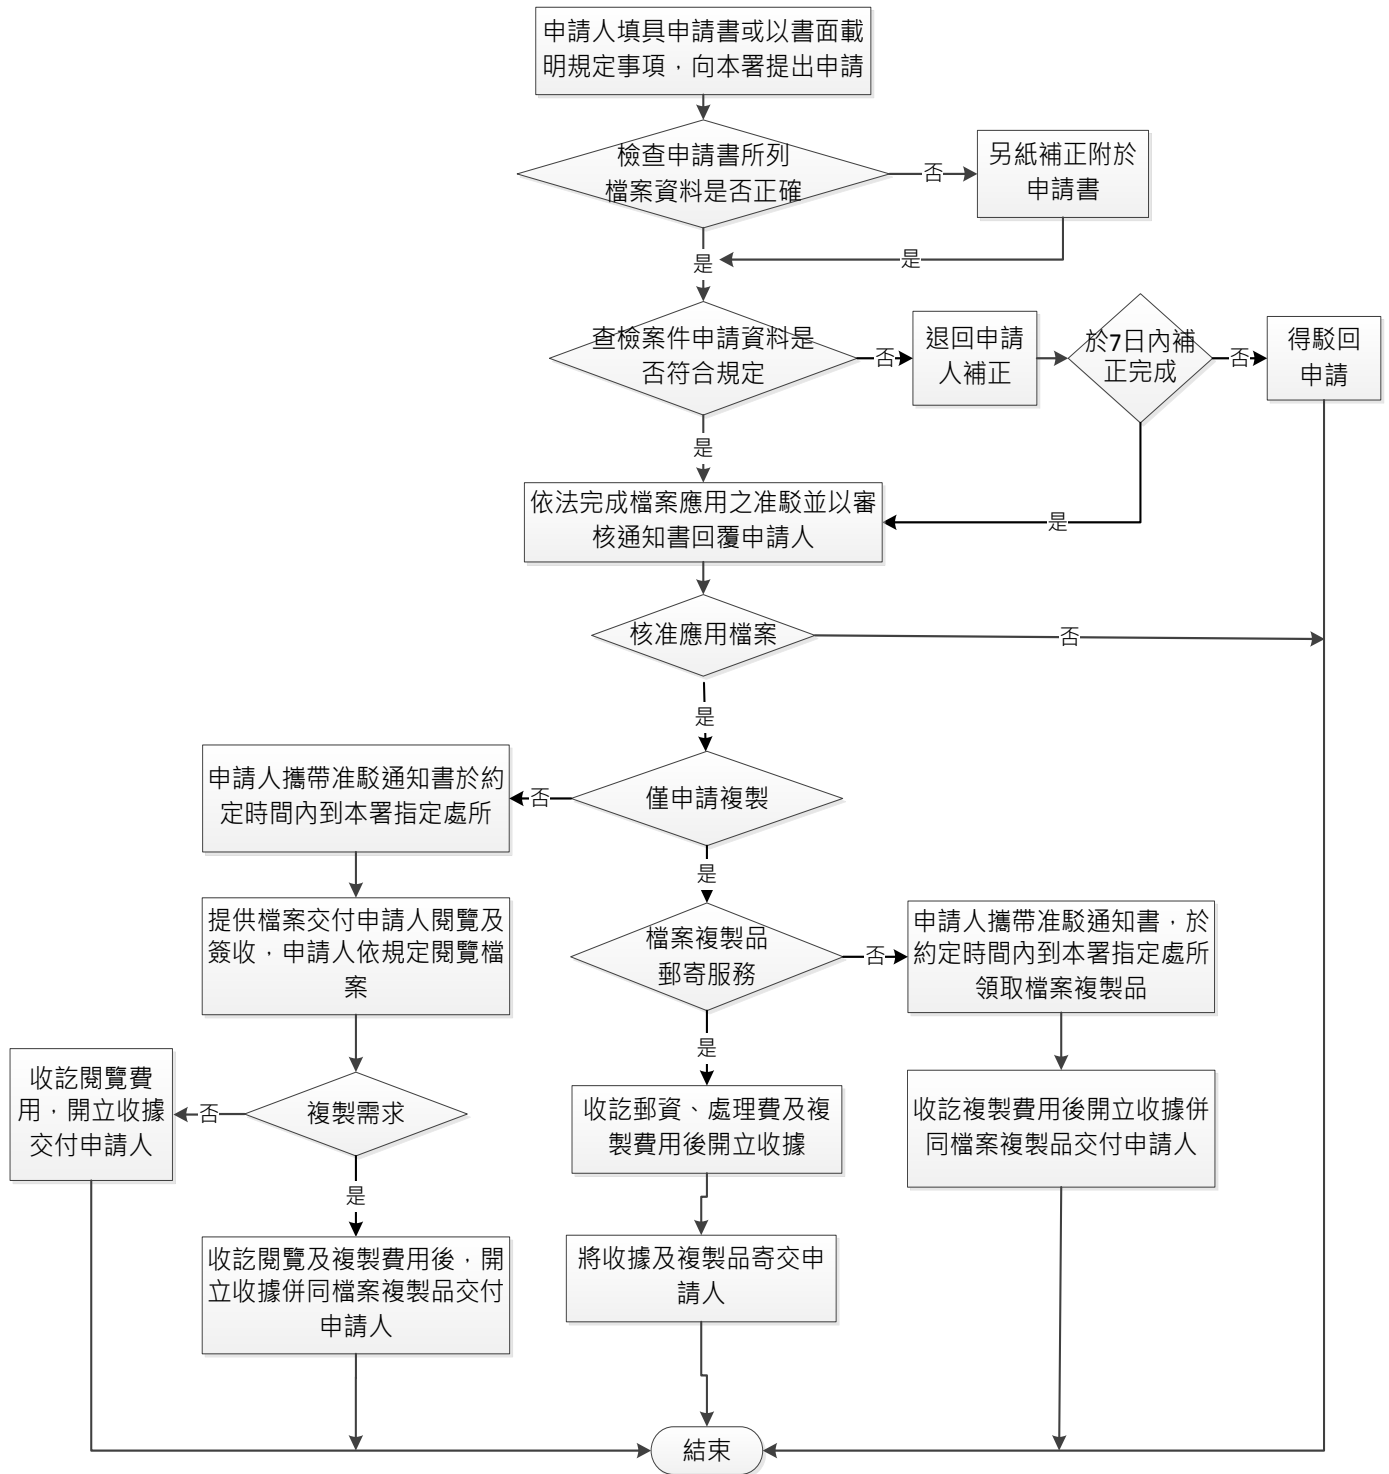 申請人填具申請書或以書面載
明規定事項，向本署提出申請
檢查申請書所列
檔案資料是否正確
否
另紙補正附於
申請書
是
是
查檢案件申請資料是
否符合規定
否
退回申請
人補正
於7日內補
正完成
否
得駁回
申請
是
依法完成檔案應用之准駁並以審
核通知書回覆申請人
是
核准應用檔案
否
是
申請人攜帶准駁通知書於約
定時間內到本署指定處所
否
僅申請複製
是
提供檔案交付申請人閱覽及
簽收，申請人依規定閱覽檔
案
檔案複製品
郵寄服務
否
申請人攜帶准駁通知書，於
約定時間內到本署指定處所
領取檔案複製品
是
收訖閱覽費
用，開立收據
交付申請人
否
複製需求
收訖郵資、處理費及複
製費用後開立收據
收訖複製費用後開立收據併
同檔案複製品交付申請人
是
收訖閱覽及複製費用後，開
立收據併同檔案複製品交付
申請人
將收據及複製品寄交申
請人
結束